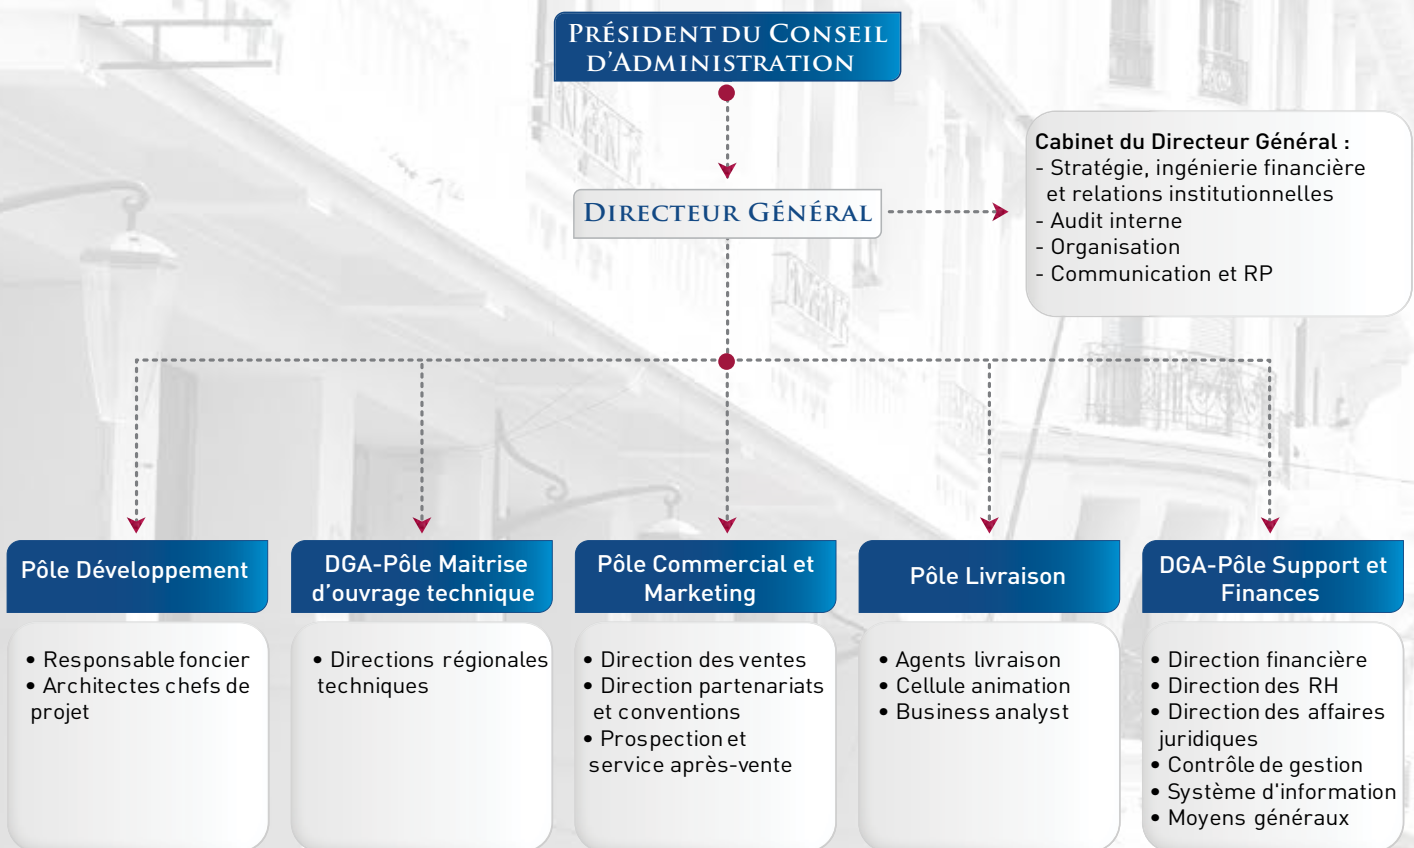 Président du Conseil
d'Administration
Directeur Général
Cabinet du Directeur Général :
- Stratégie, ingénierie financière
et relations institutionnelles
- Audit interne
- Organisation
- Communication et RP
Pôle Développement
• Responsable foncier
• Architectes chefs de
projet
DGA-Pôle Maitrise
d'ouvrage technique
• Directions régionales
techniques
Pôle Commercial et
Marketing
• Direction des ventes
• Direction partenariats
et conventions
• Prospection et
service après-vente
Pôle Livraison
• Agents livraison
• Cellule animation
• Business analyst
DGA-Pôle Support et
Finances
• Direction financière
• Direction des RH
• Direction des affaires
juridiques
• Contrôle de gestion
• Système d'information
• Moyens généraux